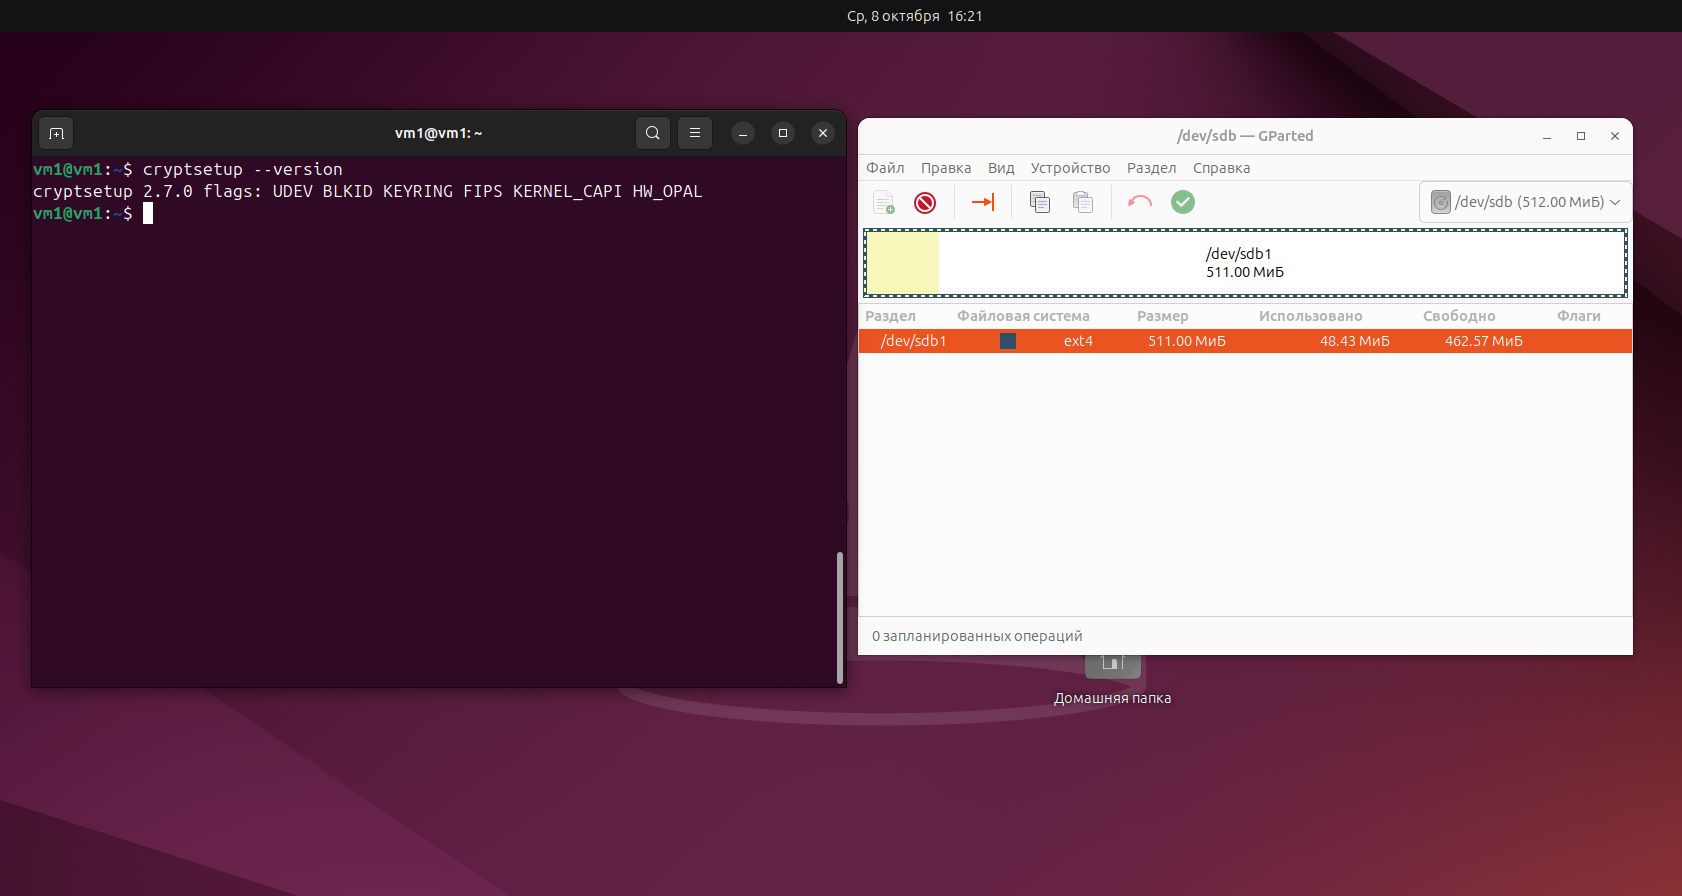 Ср, 8 октября 16:21
vm1@vm1: ~
vm1@vm1:~$ cryptsetup --version
cryptsetup 2.7.0 flags: UDEV BLKID KEYRING FIPS KERNEL_CAPI HW_OPAL
vm1@vm1:~$
/dev/sdb — GParted
Файл Правка Вид Устройство Раздел Справка
/dev/sdb (512.00 МиБ)
/dev/sdb1
511.00 МиБ
Раздел Файловая система Размер Использовано Свободно Флаги
/dev/sdb1 ext4 511.00 МиБ 48.43 МиБ 462.57 МиБ
0 запланированных операций
Домашняя папка